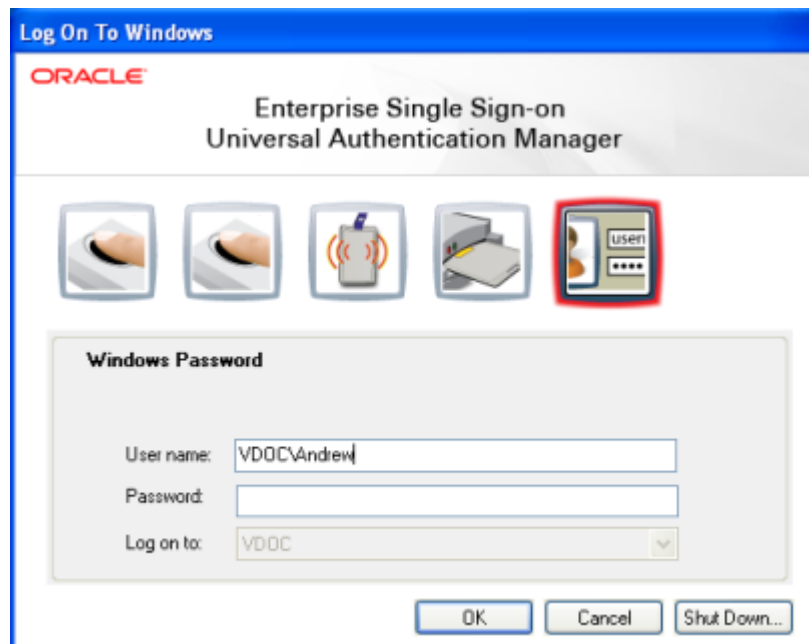 Log On To Windows
ORACLE
Enterprise Single Sign-on
Universal Authentication Manager
user
••••
Windows Password
User name: VDOC\Andrew
Password:
Log on to: VDOC
OK Cancel Shut Down...